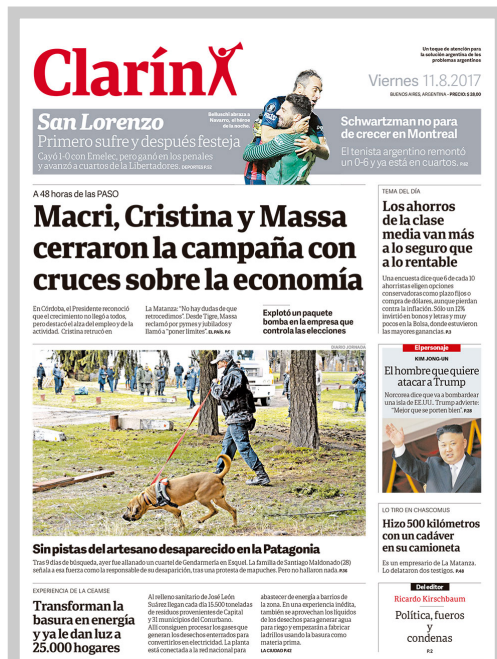 Clarín
Un toque de atención para
la solución argentina de los
problemas argentinos
Viernes 11.8.2017
BUENOS AIRES, ARGENTINA - PRECIO: $ 28,00
San Lorenzo
Primero sufre y después festeja
Cayó 1-0 con Emelec, pero ganó en los penales
y avanzó a cuartos de la Libertadores. DEPORTES P.52
Belluschi abraza a
Navarro, el héroe
de la noche.
Schwartzman no para
de crecer en Montreal
El tenista argentino remontó
un 0-6 y ya está en cuartos.
A 48 horas de las PASO
Macri, Cristina y Massa
cerraron la campaña con
cruces sobre la economía
En Córdoba, el Presidente reconoció
que el crecimiento no llegó a todos,
pero destacó el alza del empleo y de la
actividad. Cristina retrucó en
La Matanza: “No hay dudas de que
retrocedimos”. Desde Tigre, Massa
reclamó por pymes y jubilados y
llamó a “poner límites”. EL PAÍS
Explotó un paquete
bomba en la empresa que
controla las elecciones
DIARIO JORNADA
Sin pistas del artesano desaparecido en la Patagonia
Tras 9 días de búsqueda, ayer fue allanado un cuartel de Gendarmería en Esquel. La familia de Santiago Maldonado (28)
señala a esa fuerza como la responsable de su desaparición, tras una protesta de mapuches. Pero no hallaron nada.
EXPERIENCIA DE LA CEAMSE
Transforman la
basura en energía
y ya le dan luz a
25.000 hogares
Al relleno sanitario de José León
Suárez llegan cada día 15.500 toneladas
de residuos provenientes de Capital
y 31 municipios del Conurbano.
Allí consiguen procesar los gases que
generan los desechos enterrados para
convertirlos en electricidad. La planta
está conectada a la red nacional para
abastecer de energía a barrios de
la zona. En una experiencia inédita,
también se aprovechan los líquidos
de los desechos para generar agua
para riego y empezarán a fabricar
ladrillos usando la basura como
materia prima.
LA CIUDAD P.42
TEMA DEL DÍA
Los ahorros
de la clase
media van más
a lo seguro que
a lo rentable
Una encuesta dice que 6 de cada 10
ahorristas eligen opciones
conservadoras como plazo fijos o
compra de dólares, aunque pierdan
contra la inflación. Sólo un 12%
invirtió en bonos y letras y muy
pocos en la Bolsa, donde estuvieron
las mayores ganancias. P.3
El personaje
KIM JONG-UN
El hombre que quiere
atacar a Trump
Norcorea dice que va a bombardear
una isla de EE.UU.. Trump advierte:
“Mejor que se porten bien”. P.28
LO TIRO EN CHASCOMUS
Hizo 500 kilómetros
con un cadáver
en su camioneta
Es un empresario de La Matanza.
Lo delataron dos testigos.
Del editor
Ricardo Kirschbaum
Política, fueros
y
condenas
P.2